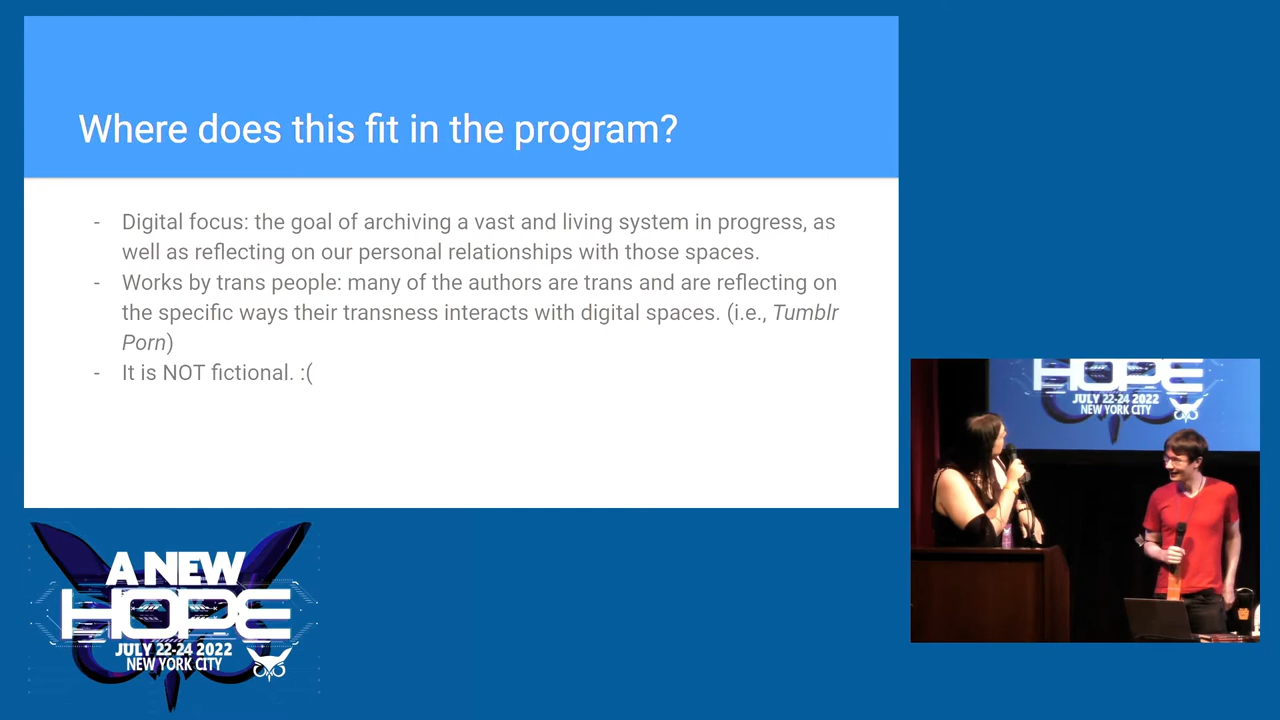 Where does this fit in the program?
- Digital focus: the goal of archiving a vast and living system in progress, as
well as reflecting on our personal relationships with those spaces.
- Works by trans people: many of the authors are trans and are reflecting on
the specific ways their transness interacts with digital spaces. (i.e., Tumblr
Porn)
- It is NOT fictional. :(
HOPE
JULY 22-24 2022
NEW YORK CITY
A NEW
HOPE
JULY 22-24 2022
NEW YORK CITY